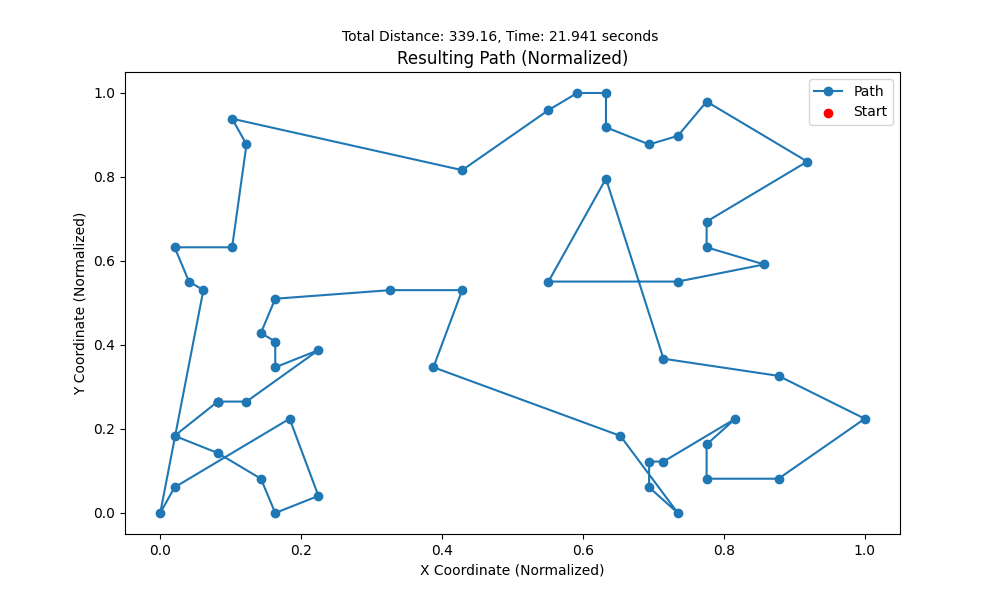 Total Distance: 339.16, Time: 21.941 seconds
Resulting Path (Normalized)
Path
Start
Y Coordinate (Normalized)
1.0
0.8
0.6
0.4
0.2
0.0
0.0 0.2 0.4 0.6 0.8 1.0
X Coordinate (Normalized)